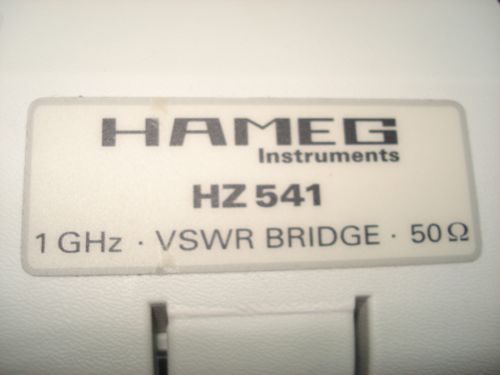 HAMEG
Instruments
HZ 541
1 GHz · VSWR BRIDGE · 50 Ω